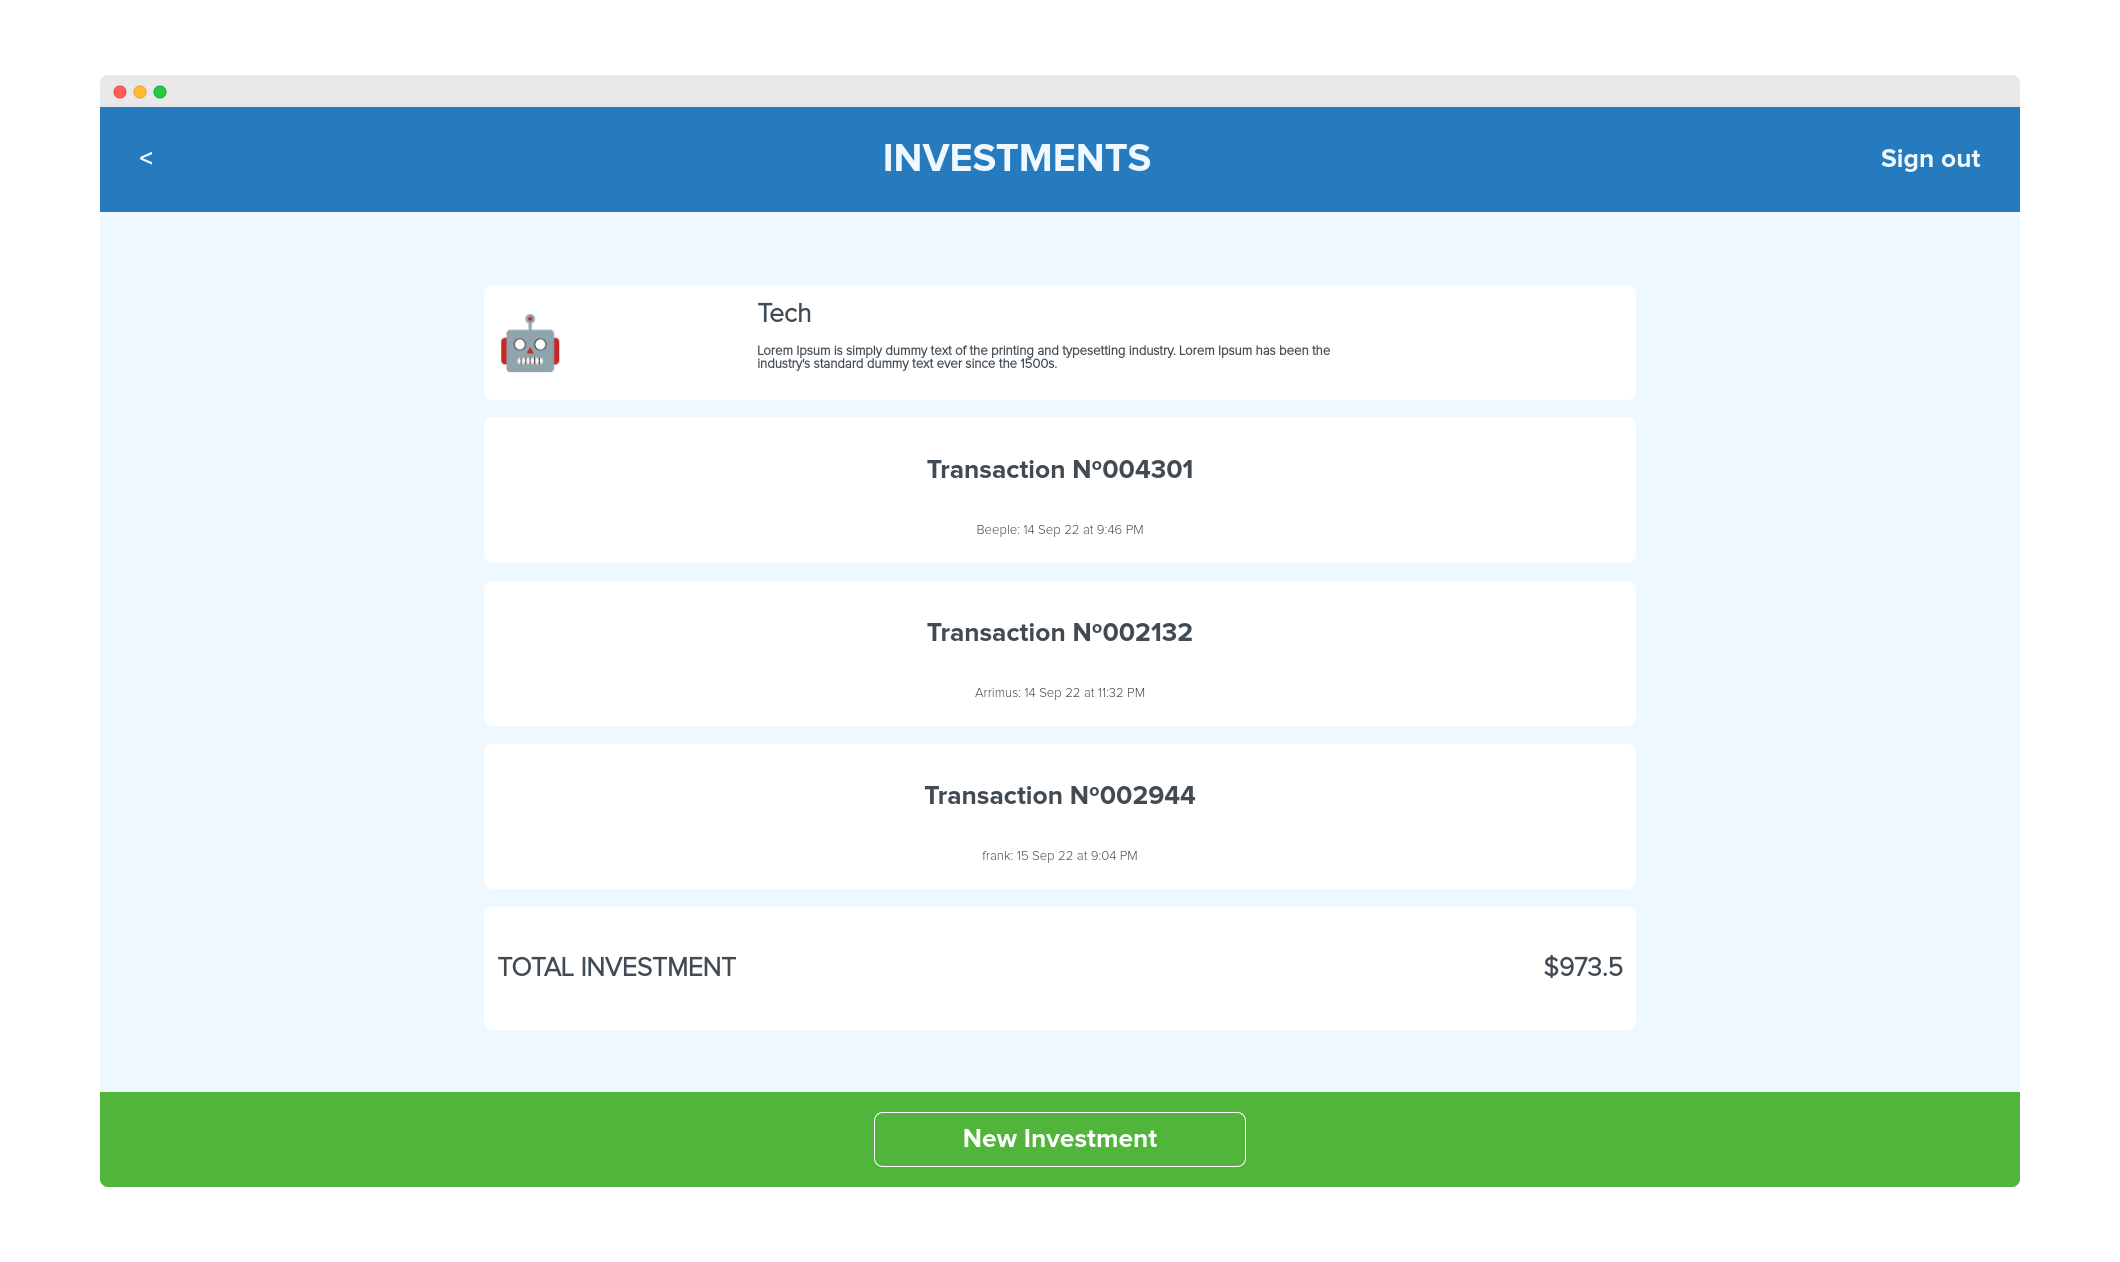 <
INVESTMENTS
Sign out
Tech
Lorem Ipsum is simply dummy text of the printing and typesetting industry. Lorem Ipsum has been the
industry's standard dummy text ever since the 1500s.
Transaction Nº004301
Beeple: 14 Sep 22 at 9:46 PM
Transaction Nº002132
Arrimus: 14 Sep 22 at 11:32 PM
Transaction Nº002944
frank: 15 Sep 22 at 9:04 PM
TOTAL INVESTMENT
$973.5
New Investment